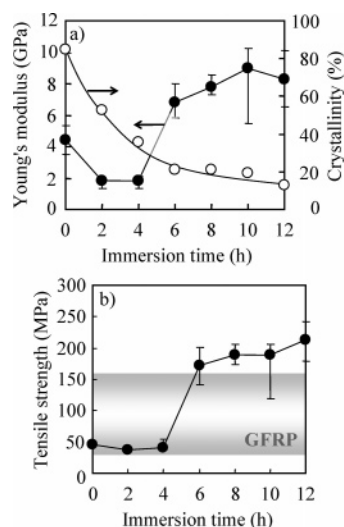 a)
Young's modulus (GPa)
12
10
8
6
4
2
0
Crystallinity (%)
100
80
60
40
20
0
0 2 4 6 8 10 12
Immersion time (h)
b)
Tensile strength (MPa)
300
250
200
150
100
50
0
GFRP
0 2 4 6 8 10 12
Immersion time (h)